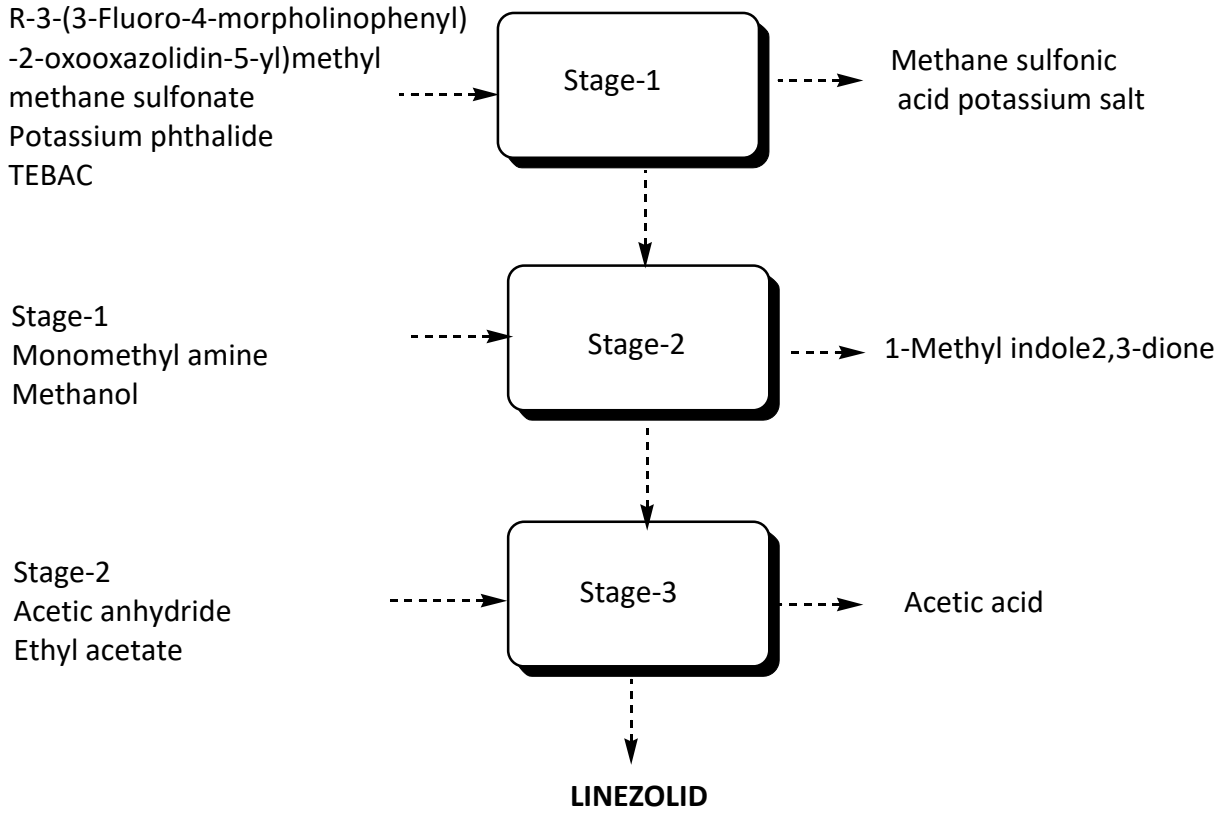 R-3-(3-Fluoro-4-morpholinophenyl)
-2-oxooxazolidin-5-yl)methyl
methane sulfonate
Potassium phthalide
TEBAC
Stage-1
Methane sulfonic
acid potassium salt
Stage-1
Monomethyl amine
Methanol
Stage-2
1-Methyl indole2,3-dione
Stage-2
Acetic anhydride
Ethyl acetate
Stage-3
Acetic acid
LINEZOLID